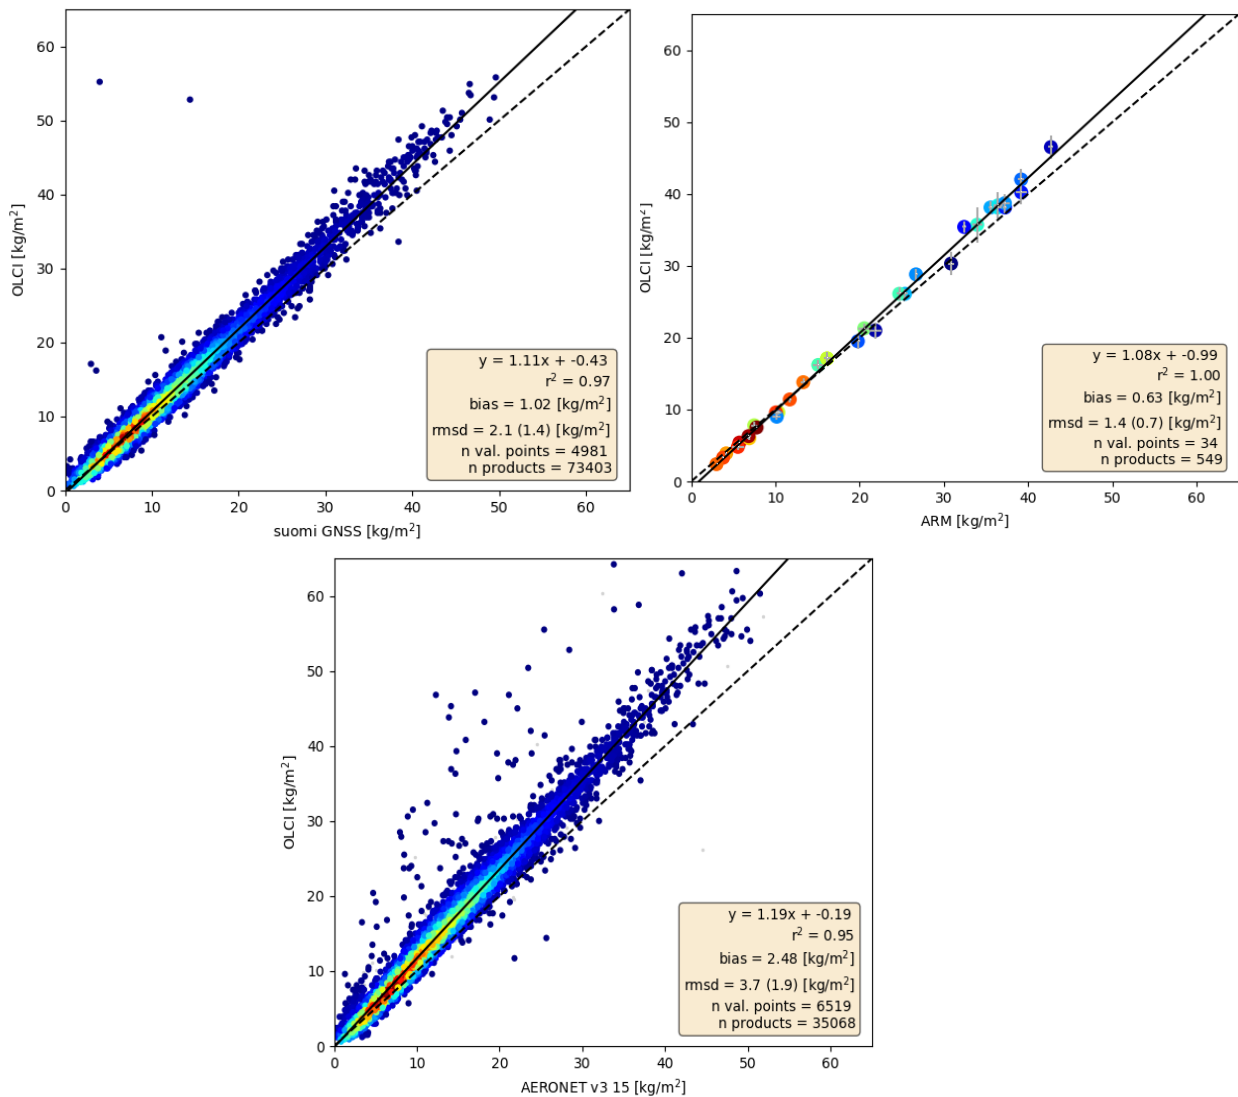 60
50
40
30
20
10
0
OLCI [kg/m²]
y = 1.11x + -0.43
r² = 0.97
bias = 1.02 [kg/m²]
rmsd = 2.1 (1.4) [kg/m²]
n val. points = 4981
n products = 73403
0 10 20 30 40 50 60
suomi GNSS [kg/m²]
60
50
40
30
20
10
0
OLCI [kg/m²]
y = 1.08x + -0.99
r² = 1.00
bias = 0.63 [kg/m²]
rmsd = 1.4 (0.7) [kg/m²]
n val. points = 34
n products = 549
0 10 20 30 40 50 60
ARM [kg/m²]
60
50
40
30
20
10
0
OLCI [kg/m²]
y = 1.19x + -0.19
r² = 0.95
bias = 2.48 [kg/m²]
rmsd = 3.7 (1.9) [kg/m²]
n val. points = 6519
n products = 35068
0 10 20 30 40 50 60
AERONET v3 15 [kg/m²]